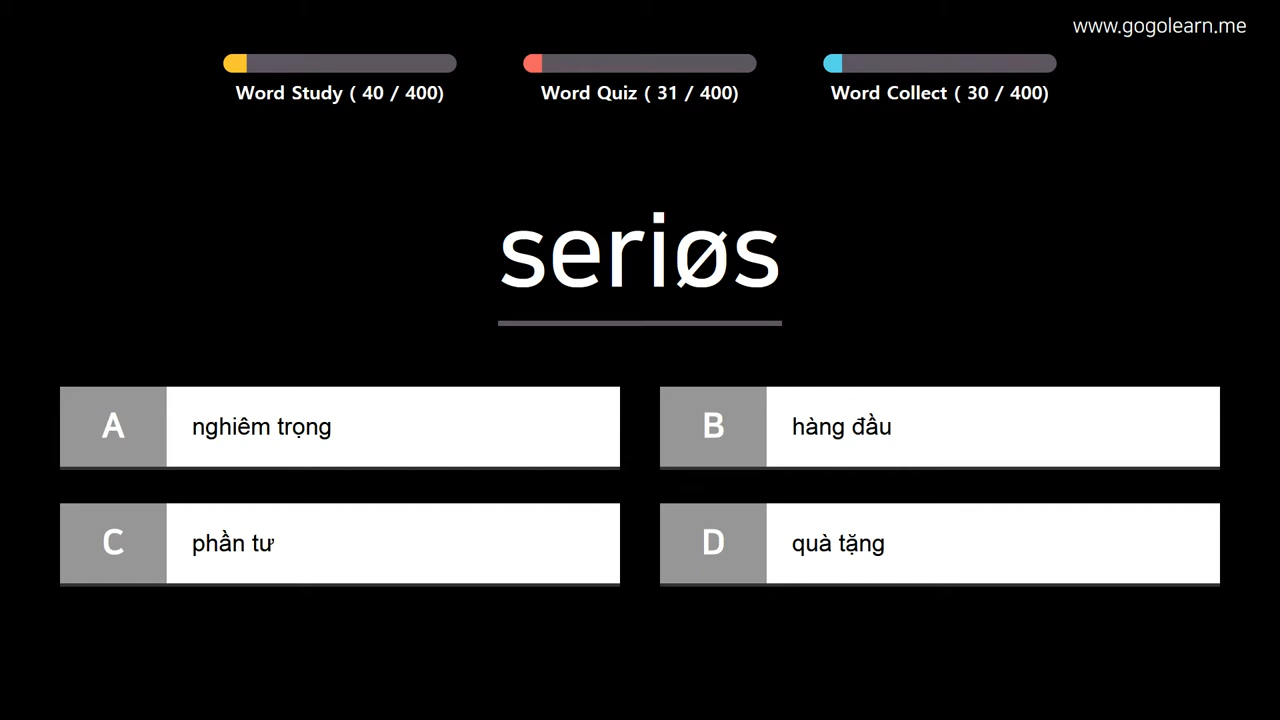 www.gogolearn.me
Word Study ( 40 / 400)
Word Quiz ( 31 / 400)
Word Collect ( 30 / 400)
seriøs
A nghiêm trọng
B hàng đầu
C phần tư
D quà tặng